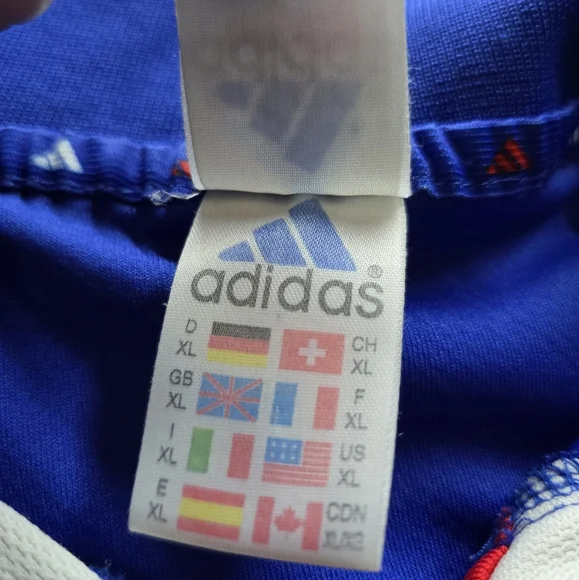 adidas®
D XL CH XL
GB XL F XL
I XL US XL
E XL CDN